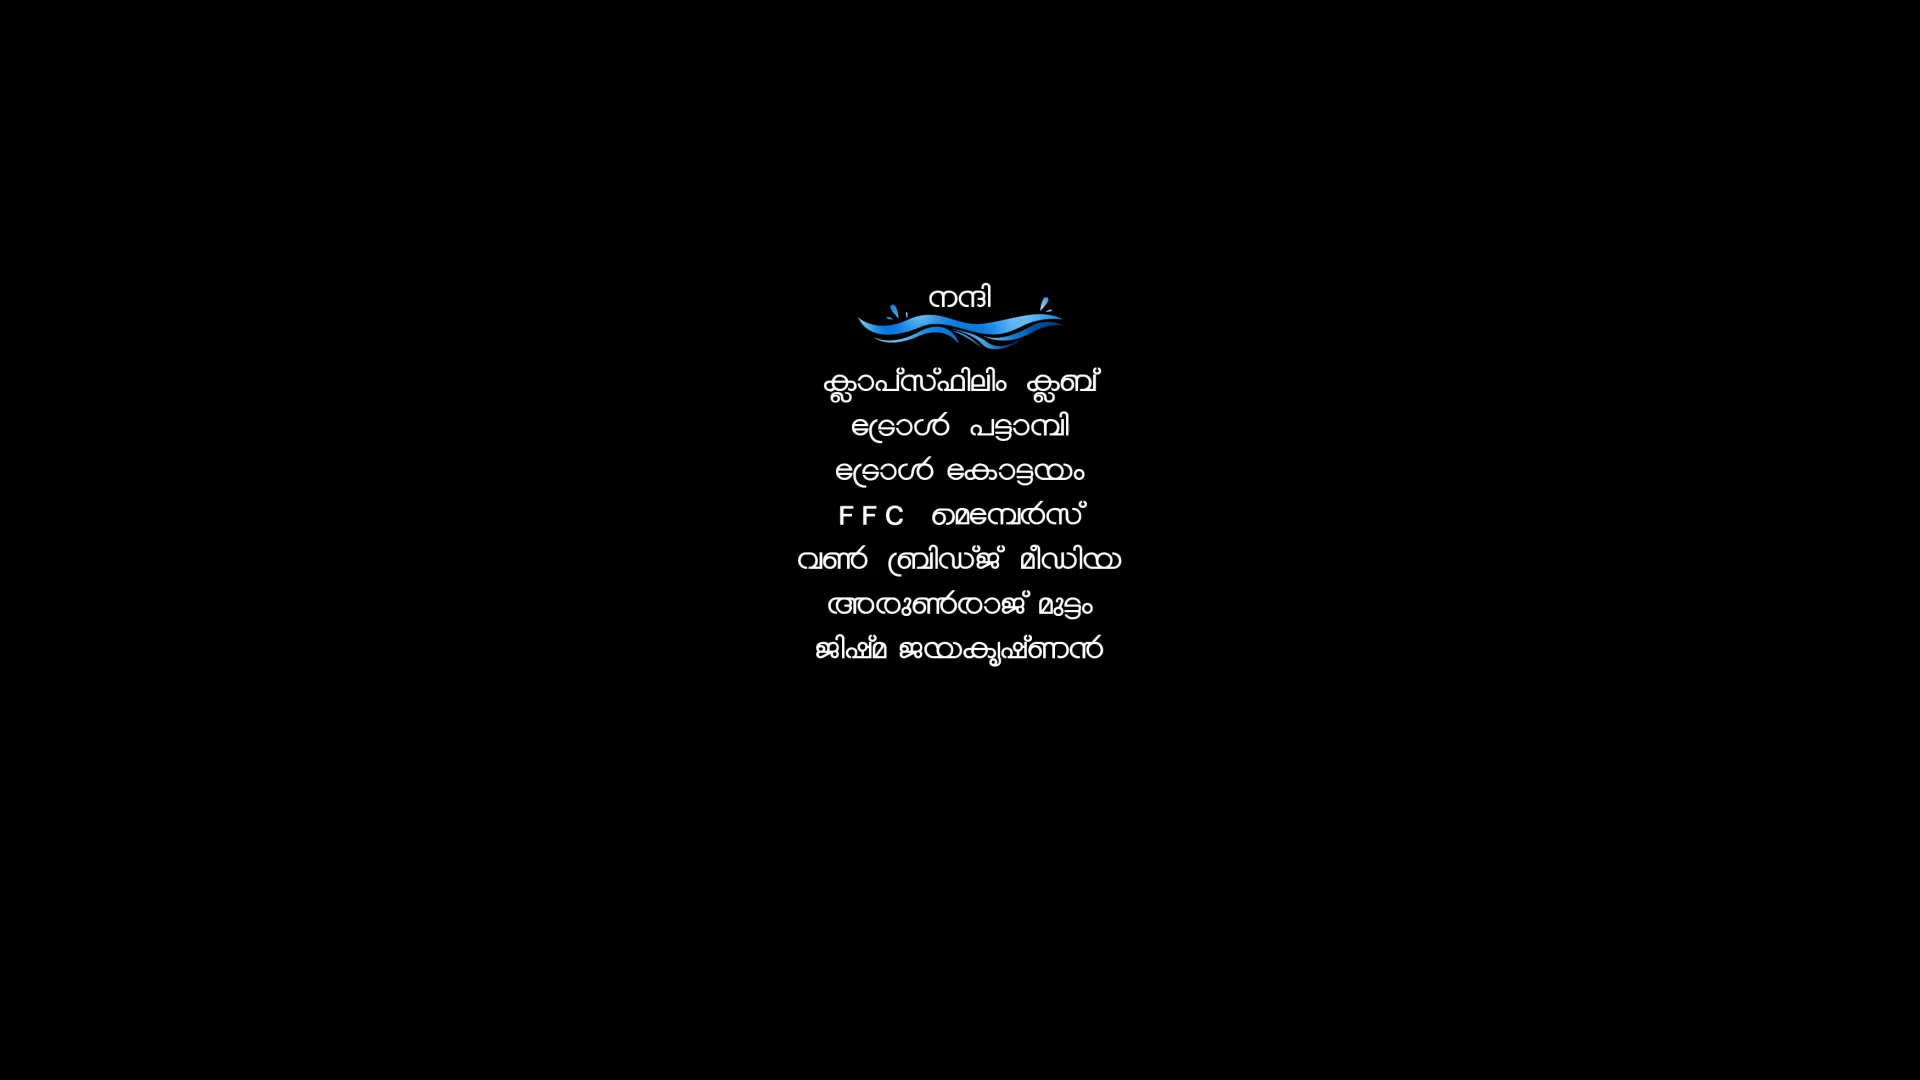 നന്ദി
ക്ലാപ്സ്ഫിലിം ക്ലബ്
ട്രോൾ പട്ടാമ്പി
ട്രോൾ കോട്ടയം
F F C മെമ്പേർസ്
വൺ ബ്രിഡ്ജ് മീഡിയ
അരുൺരാജ് മുട്ടം
ജിഷ്മ ജയകൃഷ്ണൻ